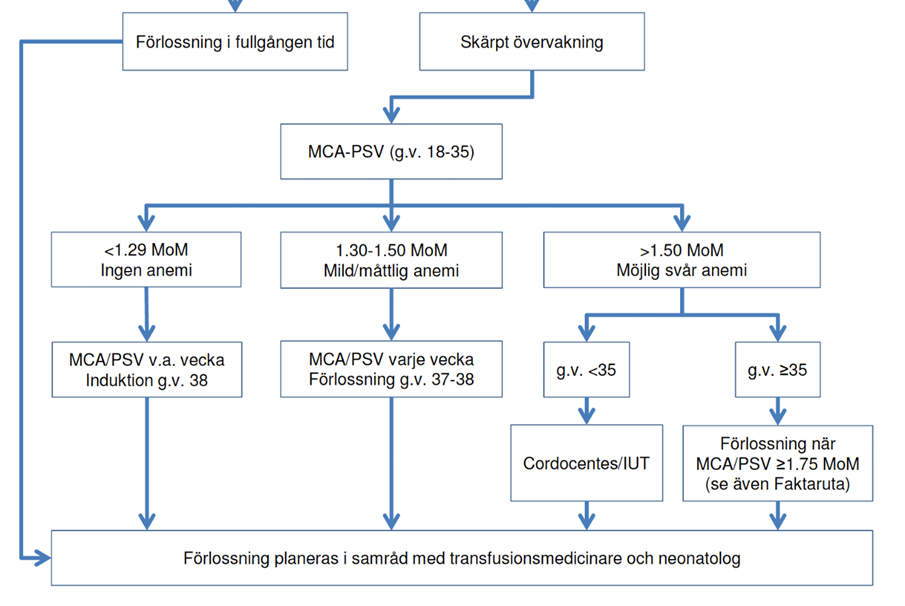 Förlossning i fullgången tid
Skärpt övervakning
MCA-PSV (g.v. 18-35)
<1.29 MoM
Ingen anemi
1.30-1.50 MoM
Mild/måttlig anemi
>1.50 MoM
Möjlig svår anemi
MCA/PSV v.a. vecka
Induktion g.v. 38
MCA/PSV varje vecka
Förlossning g.v. 37-38
g.v. <35
g.v. ≥35
Cordocentes/IUT
Förlossning när
MCA/PSV ≥1.75 MoM
(se även Faktaruta)
Förlossning planeras i samråd med transfusionsmedicinare och neonatolog